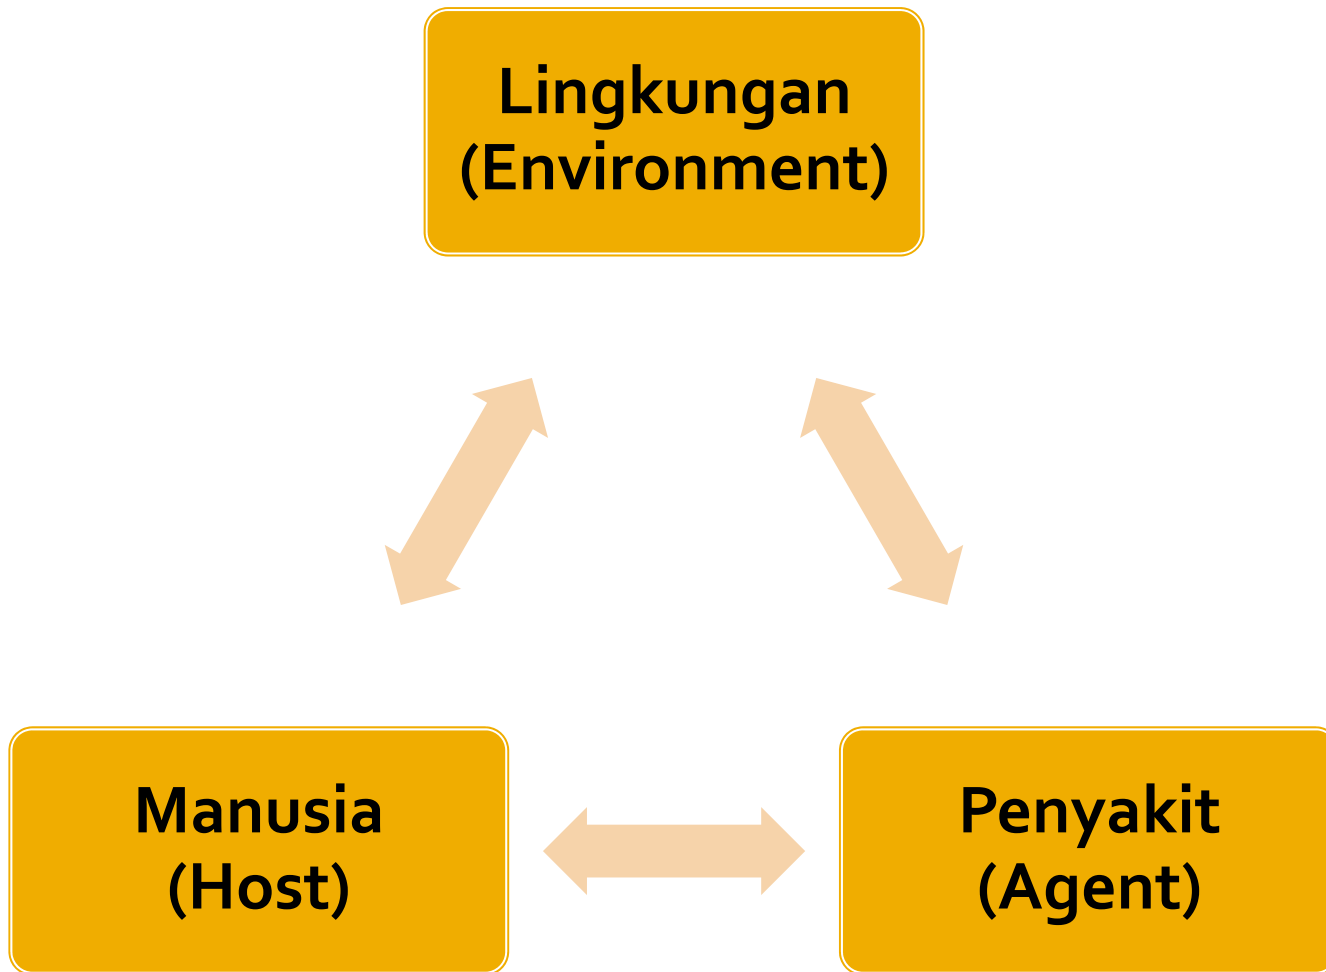 Lingkungan
(Environment)
Manusia
(Host)
Penyakit
(Agent)